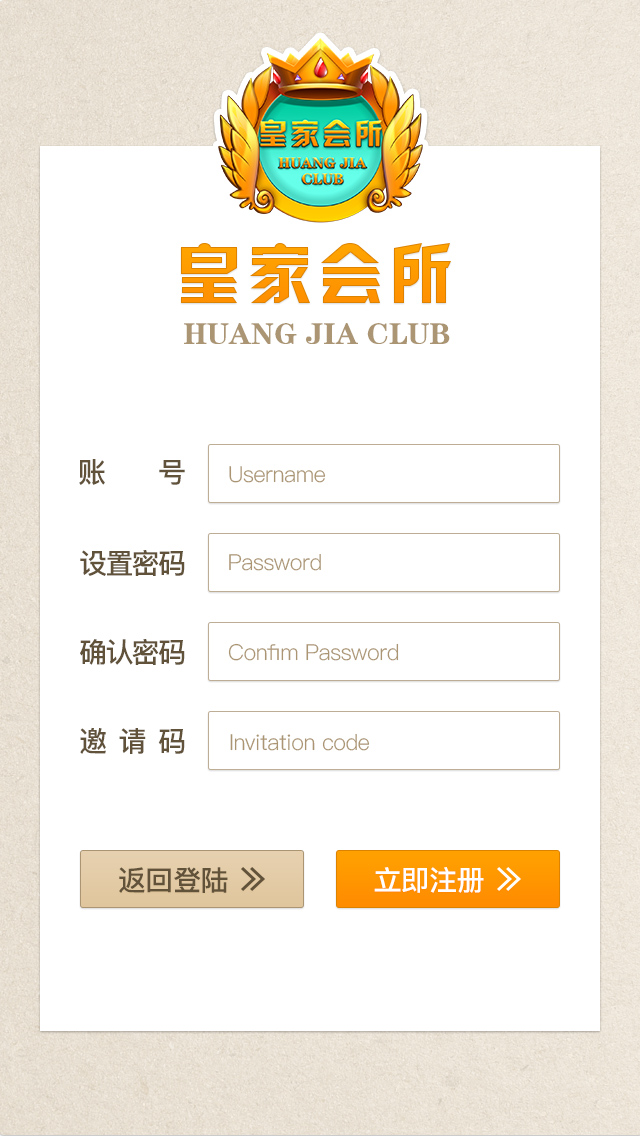 皇家会所
HUANG JIA
CLUB
皇家会所
HUANG JIA CLUB
账 号 Username
设置密码 Password
确认密码 Confim Password
邀请码 Invitation code
返回登陆 立即注册